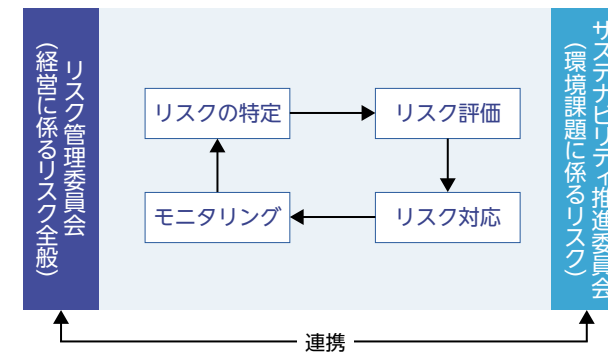 リスク管理委員会
（経営に係るリスク全般）
リスクの特定
リスク評価
モニタリング
リスク対応
サステナビリティ推進委員会
（環境課題に係るリスク）
連携